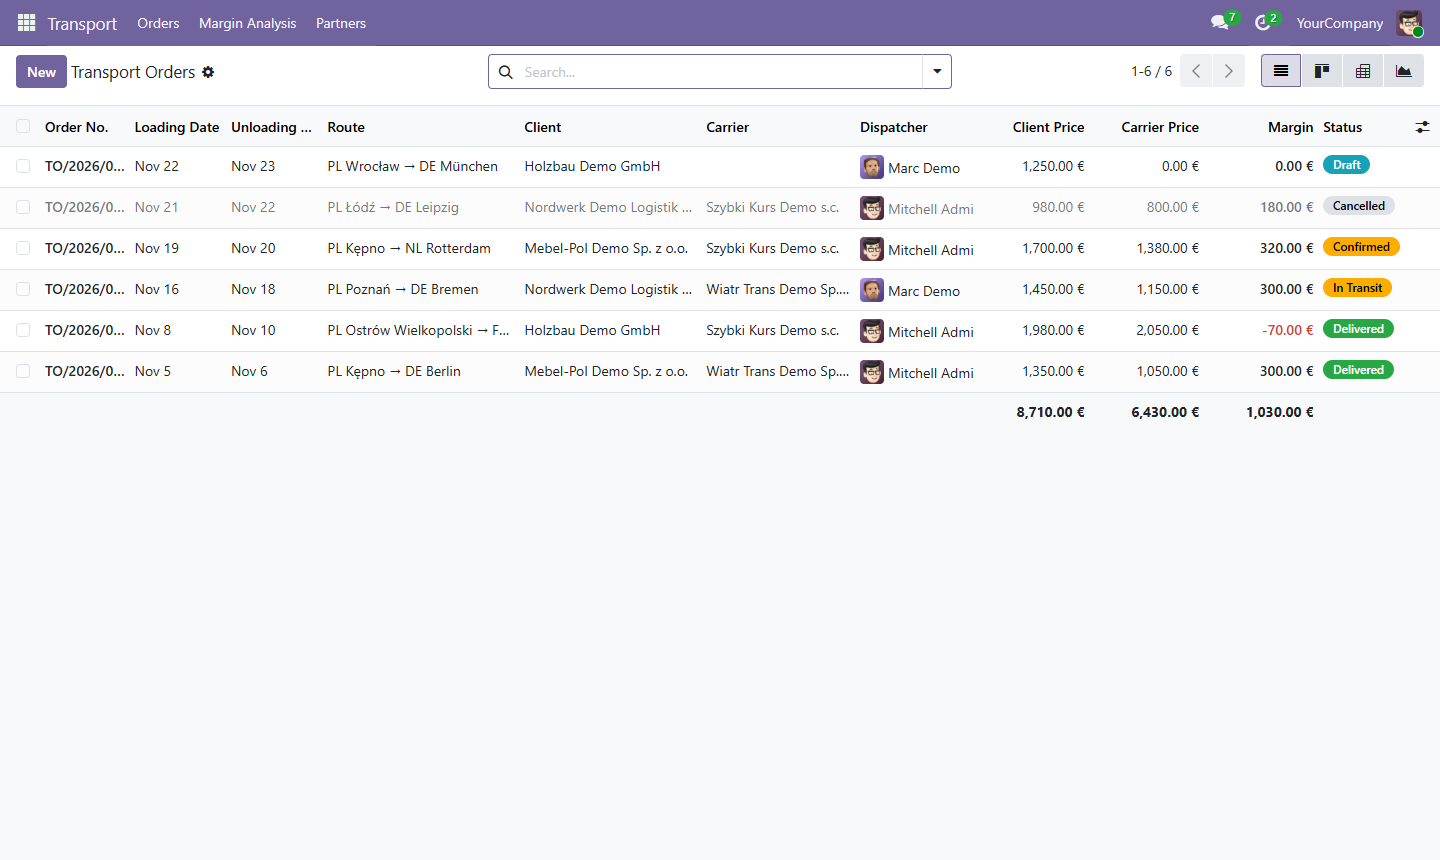 Transport Orders Margin Analysis Partners 7 2 YourCompany
New Transport Orders Search... 1-6 / 6
Order No. Loading Date Unloading ... Route Client Carrier Dispatcher Client Price Carrier Price Margin Status
TO/2026/0... Nov 22 Nov 23 PL Wrocław → DE München Holzbau Demo GmbH Marc Demo 1,250.00 € 0.00 € 0.00 € Draft
TO/2026/0... Nov 21 Nov 22 PL Łódź → DE Leipzig Nordwerk Demo Logistik ... Szybki Kurs Demo s.c. Mitchell Admi 980.00 € 800.00 € 180.00 € Cancelled
TO/2026/0... Nov 19 Nov 20 PL Kępno → NL Rotterdam Mebel-Pol Demo Sp. z o.o. Szybki Kurs Demo s.c. Mitchell Admi 1,700.00 € 1,380.00 € 320.00 € Confirmed
TO/2026/0... Nov 16 Nov 18 PL Poznań → DE Bremen Nordwerk Demo Logistik ... Wiatr Trans Demo Sp.... Marc Demo 1,450.00 € 1,150.00 € 300.00 € In Transit
TO/2026/0... Nov 8 Nov 10 PL Ostrów Wielkopolski → F... Holzbau Demo GmbH Szybki Kurs Demo s.c. Mitchell Admi 1,980.00 € 2,050.00 € -70.00 € Delivered
TO/2026/0... Nov 5 Nov 6 PL Kępno → DE Berlin Mebel-Pol Demo Sp. z o.o. Wiatr Trans Demo Sp.... Mitchell Admi 1,350.00 € 1,050.00 € 300.00 € Delivered
8,710.00 € 6,430.00 € 1,030.00 €